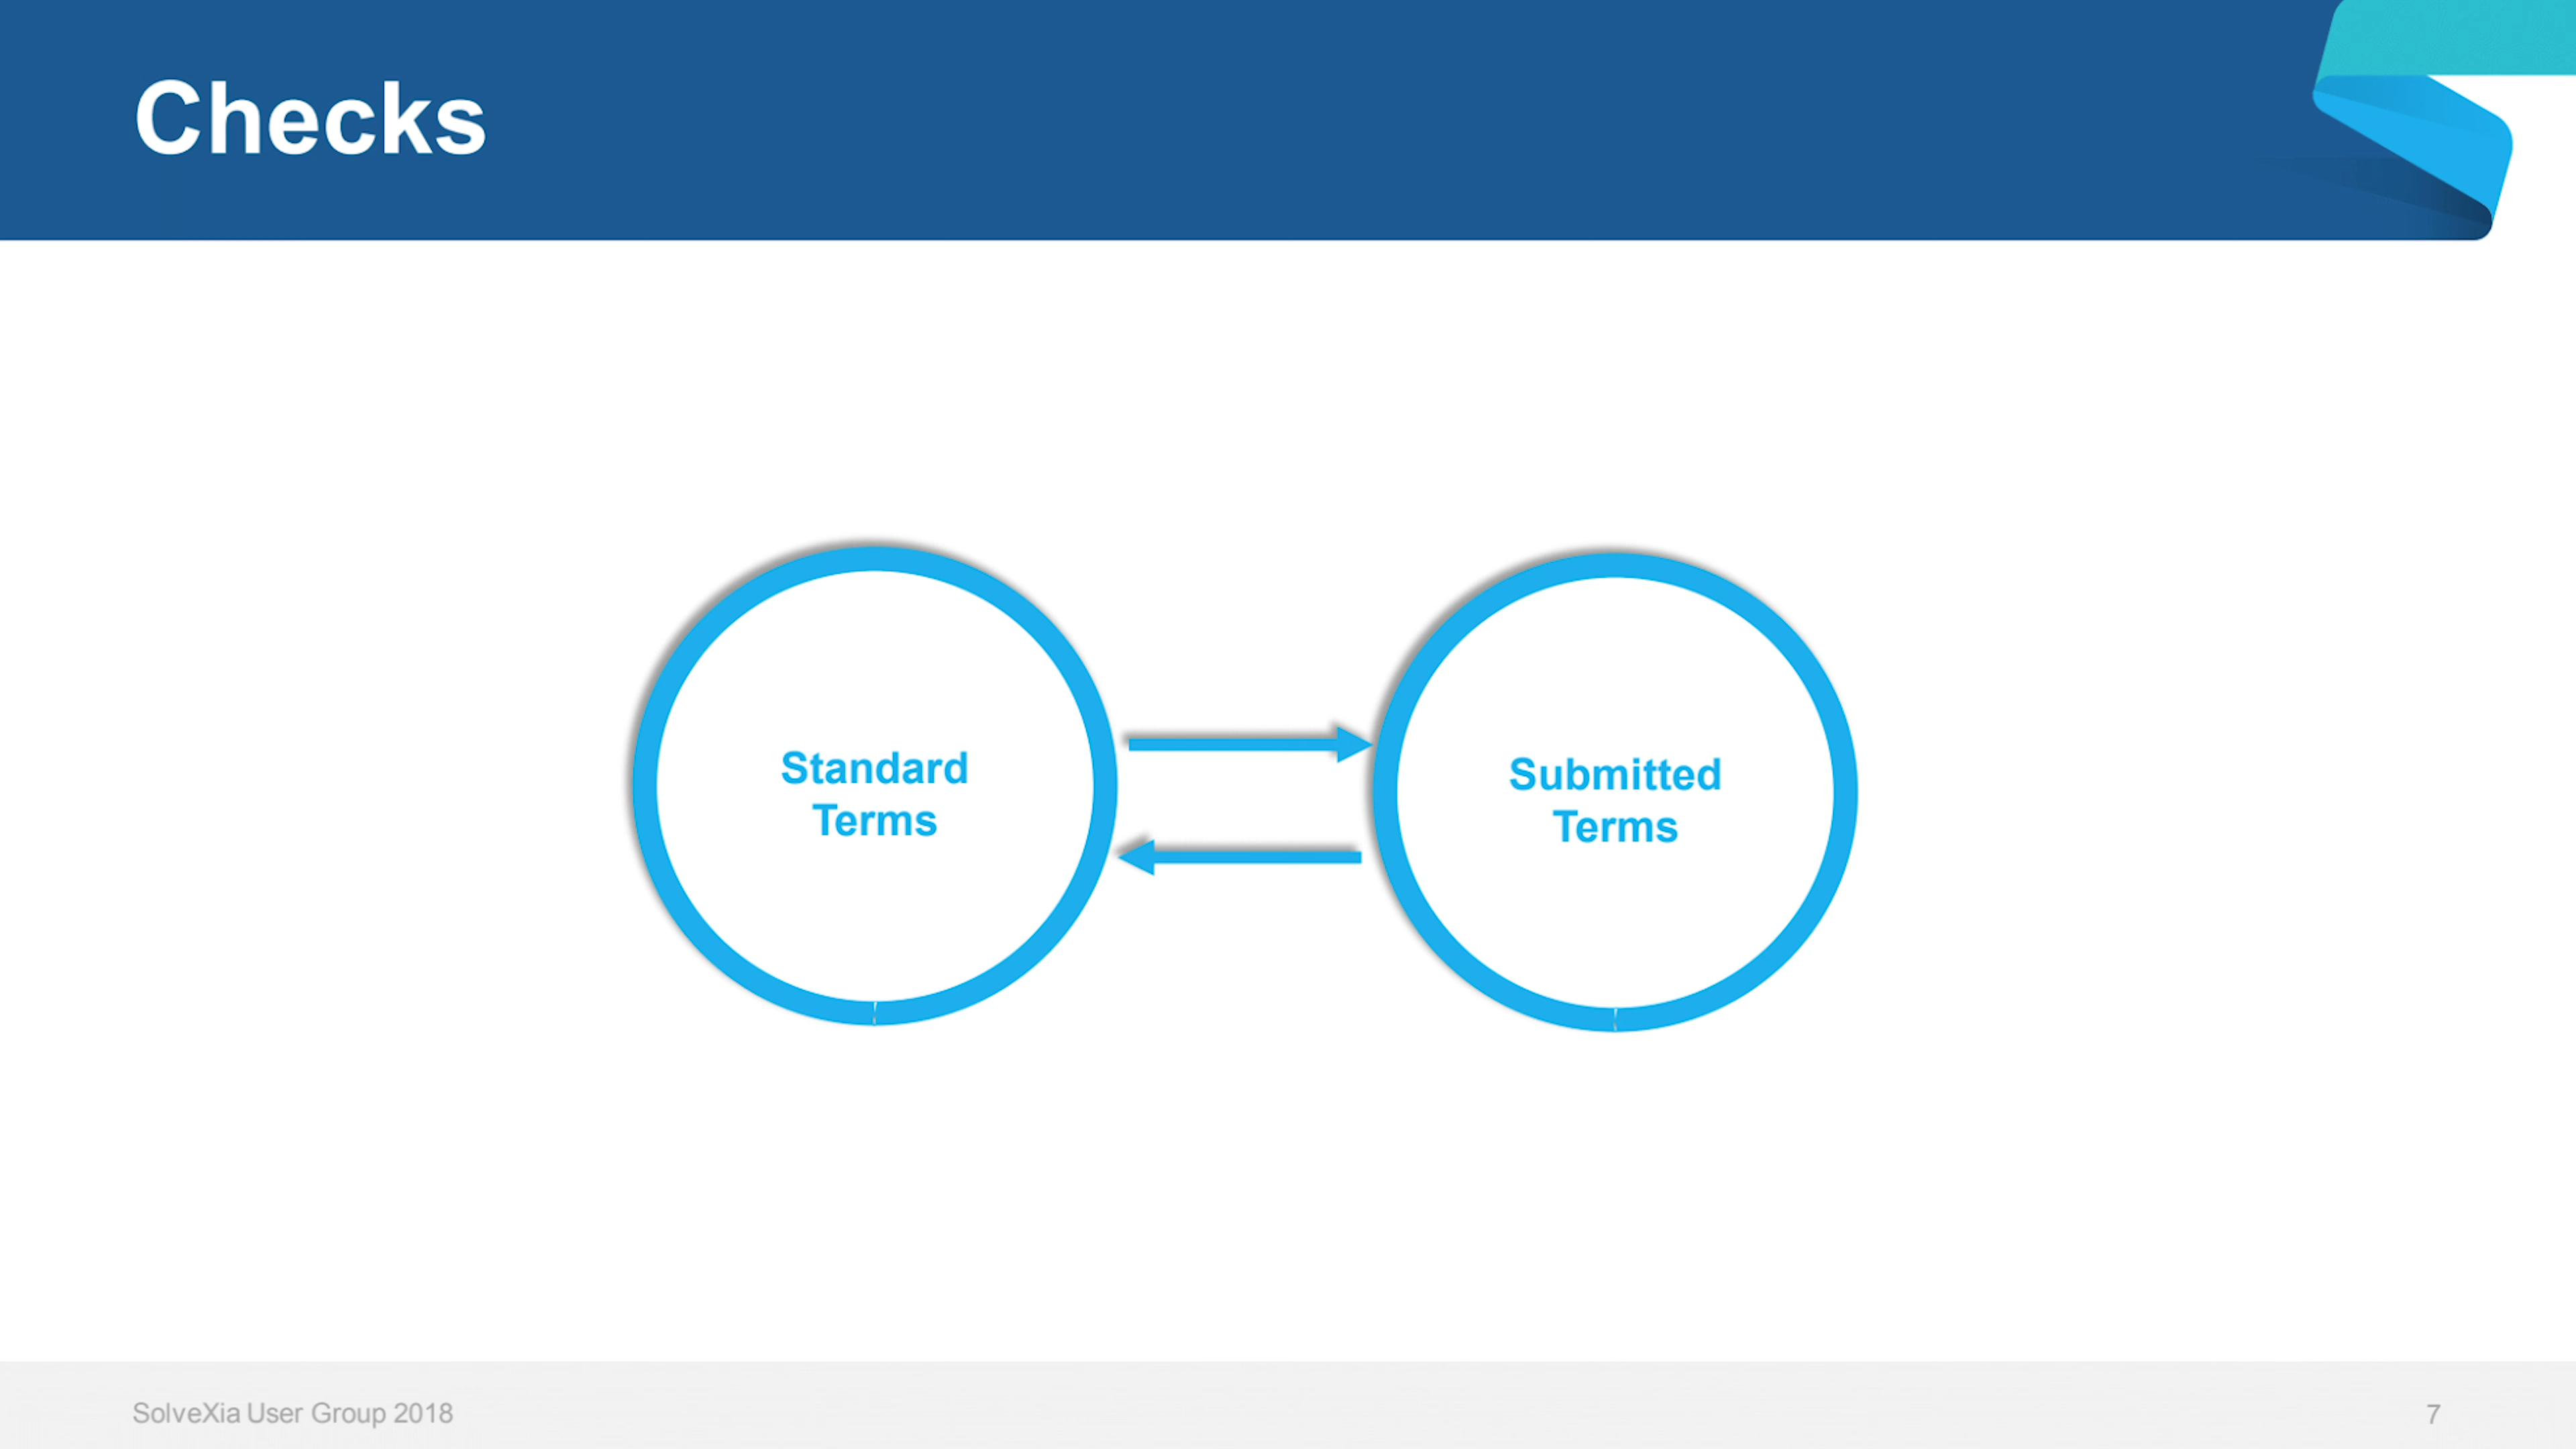 Checks
Standard
Terms
Submitted
Terms
SolveXia User Group 2018
7